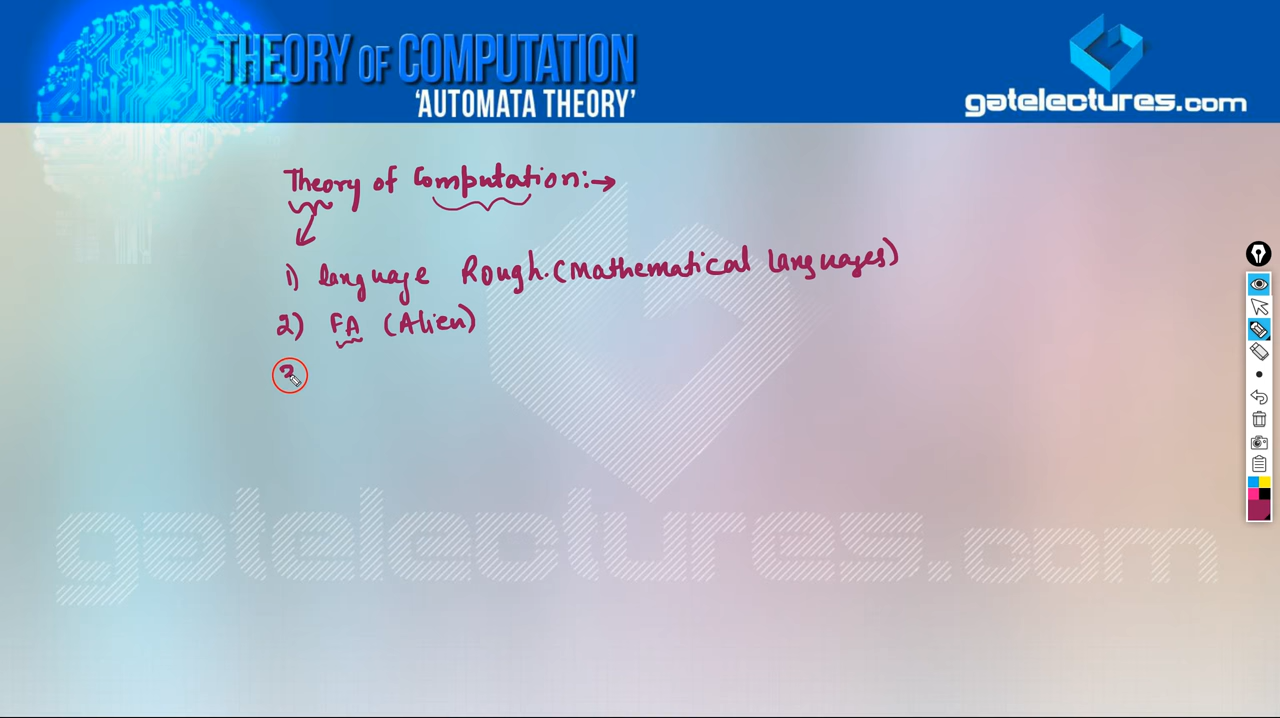 THEORY OF COMPUTATION
'AUTOMATA THEORY'
gatelectures.com
Theory of Computation:→
1) language Rough. (Mathematical languages)
2) FA (Alien)
gatelectures.com